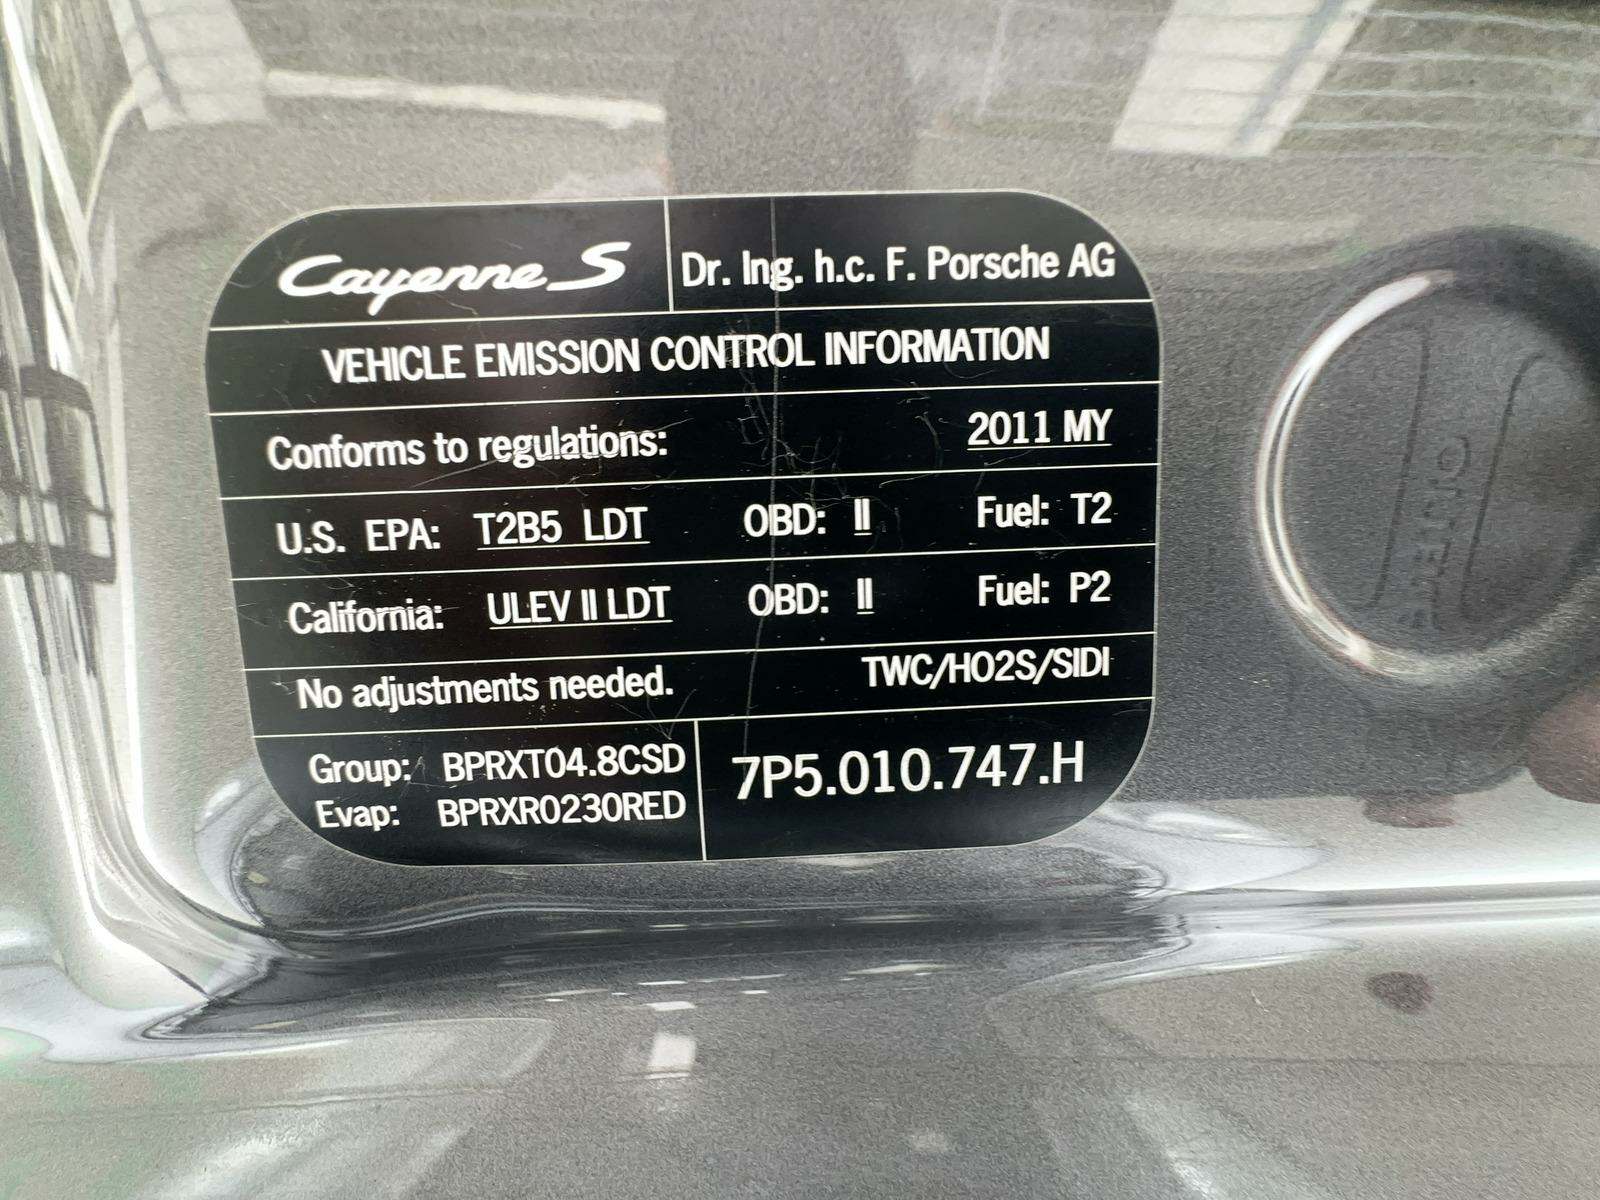 Cayenne S Dr. Ing. h.c. F. Porsche AG
VEHICLE EMISSION CONTROL INFORMATION
Conforms to regulations: 2011 MY
U.S. EPA: T2B5 LDT OBD: II Fuel: T2
California: ULEV II LDT OBD: II Fuel: P2
No adjustments needed. TWC/HO2S/SIDI
Group: BPRXT04.8CSD
Evap: BPRXR0230RED
7P5.010.747.H